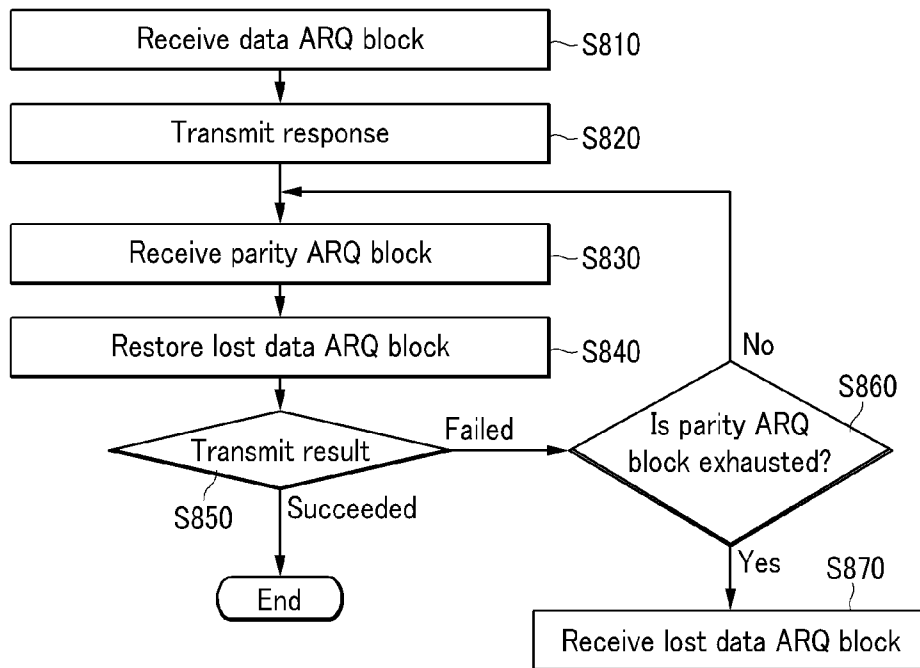 Receive data ARQ block
S810
Transmit response
S820
Receive parity ARQ block
S830
Restore lost data ARQ block
S840
No
S860
Transmit result
Failed
Is parity ARQ
block exhausted?
S850
Succeeded
Yes
End
S870
Receive lost data ARQ block